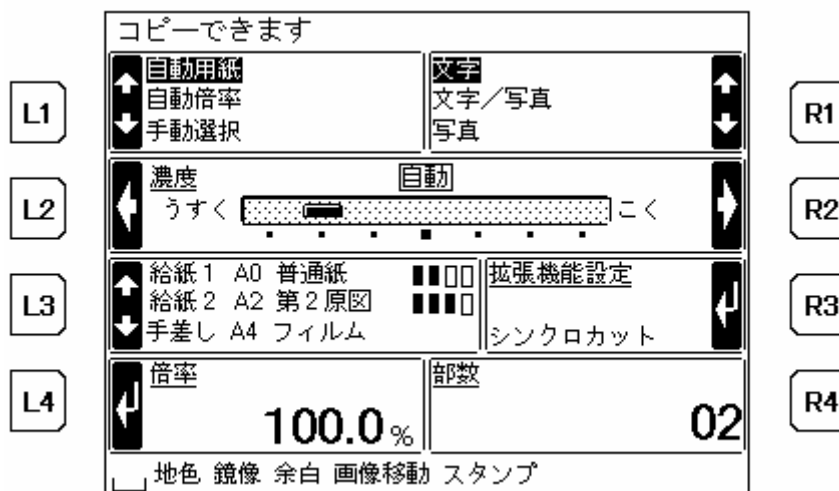 コピーできます
自動用紙
自動倍率
手動選択
文字
文字／写真
写真
L1
R1
濃度 自動
うすく こく
L2
R2
給紙1 A0 普通紙
給紙2 A2 第2原図
手差し A4 フィルム
拡張機能設定
シンクロカット
L3
R3
倍率
100.0%
部数
02
L4
R4
地色 鏡像 余白 画像移動 スタンプ